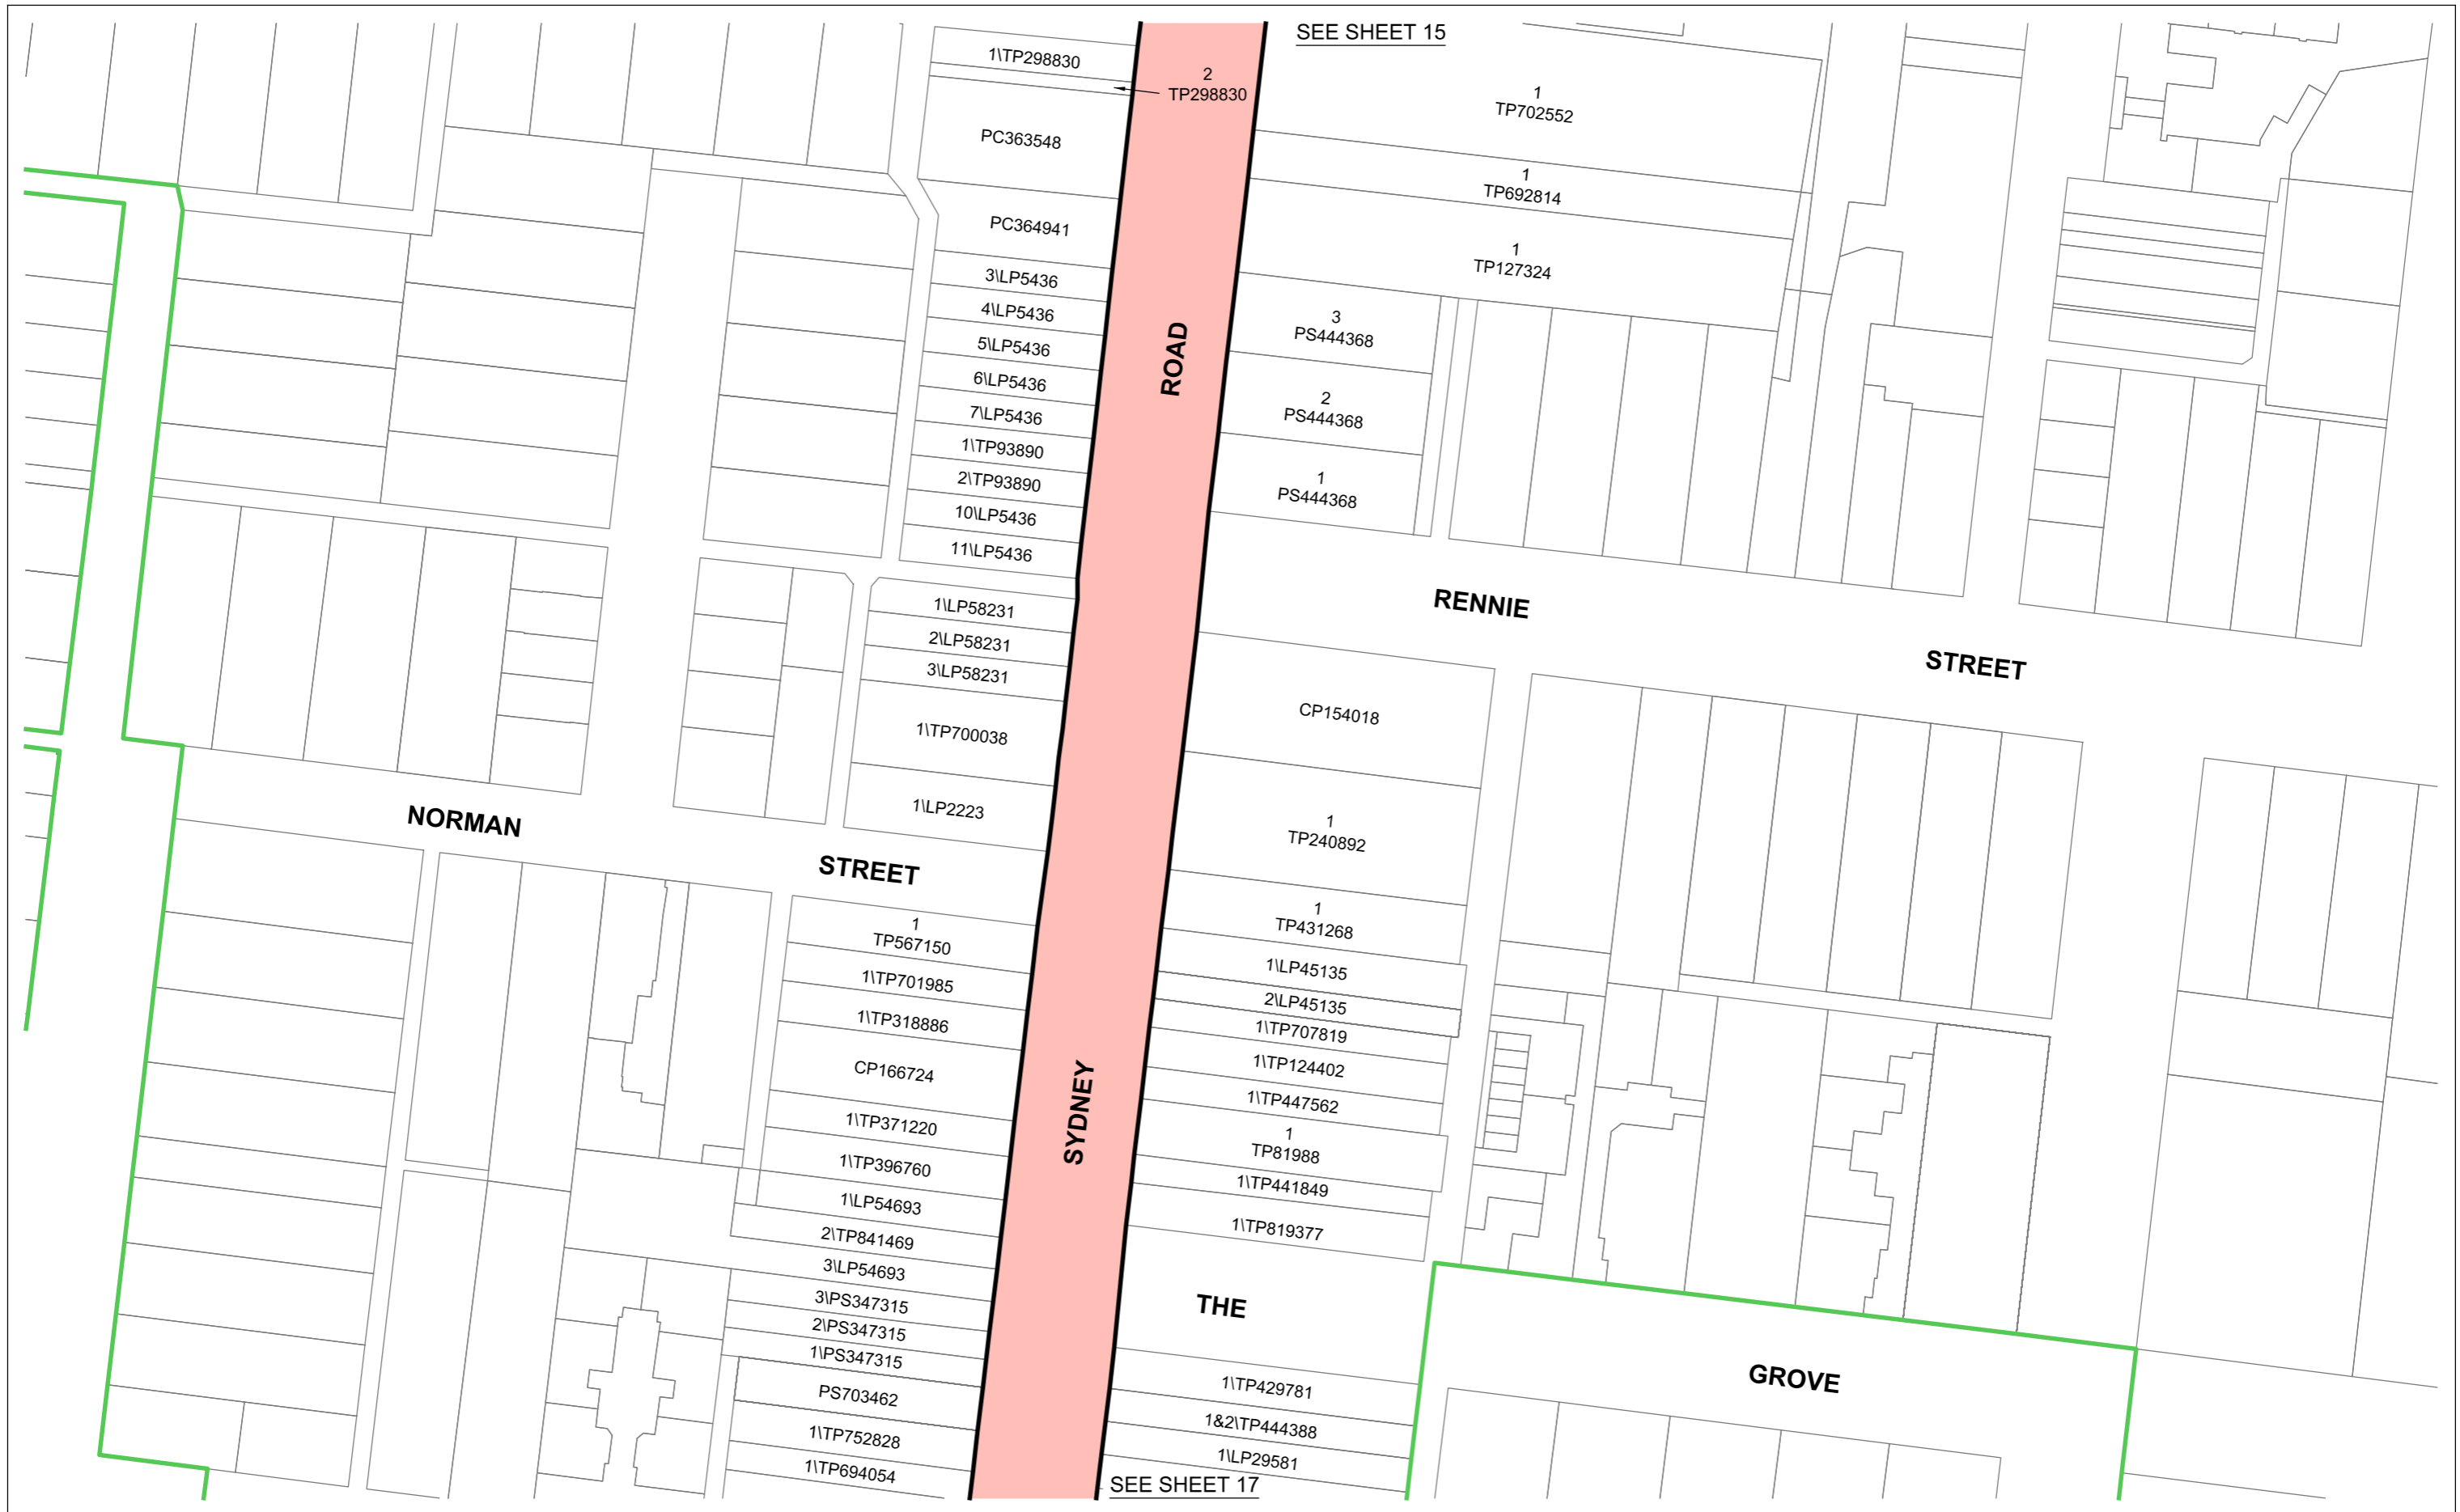 SEE SHEET 15
1\TP298830
2
TP298830
PC363548
PC364941
3\LP5436
4\LP5436
5\LP5436
6\LP5436
7\LP5436
1\TP93890
2\TP93890
10\LP5436
11\LP5436
1\LP58231
2\LP58231
3\LP58231
1\TP700038
1\LP2223
NORMAN
STREET
1
TP567150
1\TP701985
1\TP318886
CP166724
1\TP371220
1\TP396760
1\LP54693
2\TP841469
3\LP54693
3\PS347315
2\PS347315
1\PS347315
PS703462
1\TP752828
1\TP694054
ROAD
SYDNEY
1
TP702552
1
TP692814
1
TP127324
3
PS444368
2
PS444368
1
PS444368
RENNIE
STREET
CP154018
1
TP240892
1
TP431268
1\LP45135
2\LP45135
1\TP707819
1\TP124402
1\TP447562
1
TP81988
1\TP441849
1\TP819377
THE
GROVE
1\TP429781
1&2\TP444388
1\LP29581
SEE SHEET 17